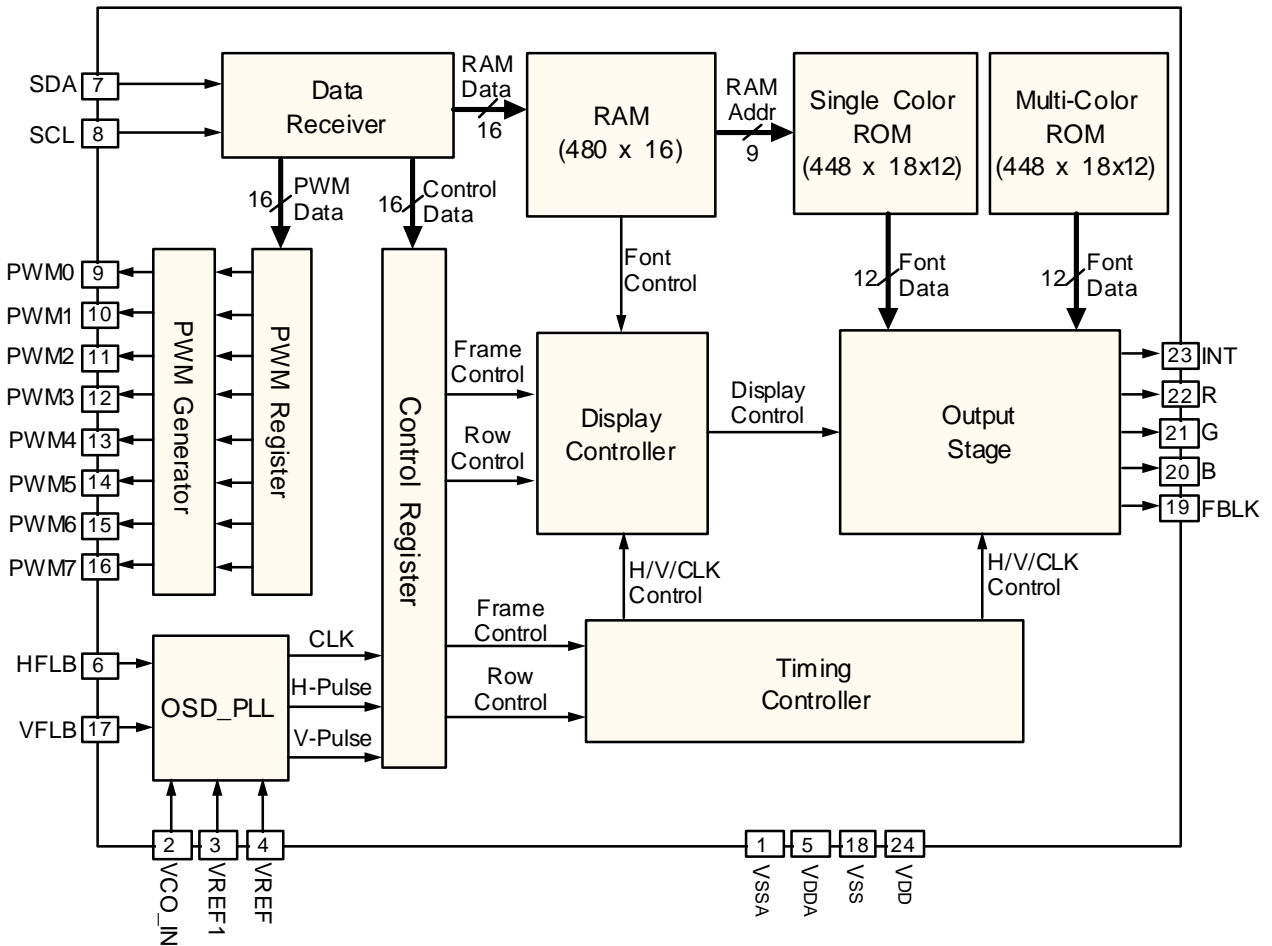 SDA 7
SCL 8
Data
Receiver
RAM
Data
16
RAM
(480 x 16)
RAM
Addr
9
Single Color
ROM
(448 x 18x12)
Multi-Color
ROM
(448 x 18x12)
16 PWM
Data
16 Control
Data
Font
Control
12 Font
Data
12 Font
Data
PWM0 9
PWM1 10
PWM2 11
PWM3 12
PWM4 13
PWM5 14
PWM6 15
PWM7 16
PWM Generator
PWM Register
Control Register
Frame
Control
Row
Control
Display
Controller
Display
Control
Output
Stage
23 INT
22 R
21 G
20 B
19 FBLK
H/V/CLK
Control
H/V/CLK
Control
HFLB 6
VFLB 17
OSD_PLL
CLK
H-Pulse
V-Pulse
Frame
Control
Row
Control
Timing
Controller
2
3
4
1
5
18
24
VCO_IN
VREF1
VREF
VSSA
VDDA
VSS
VDD